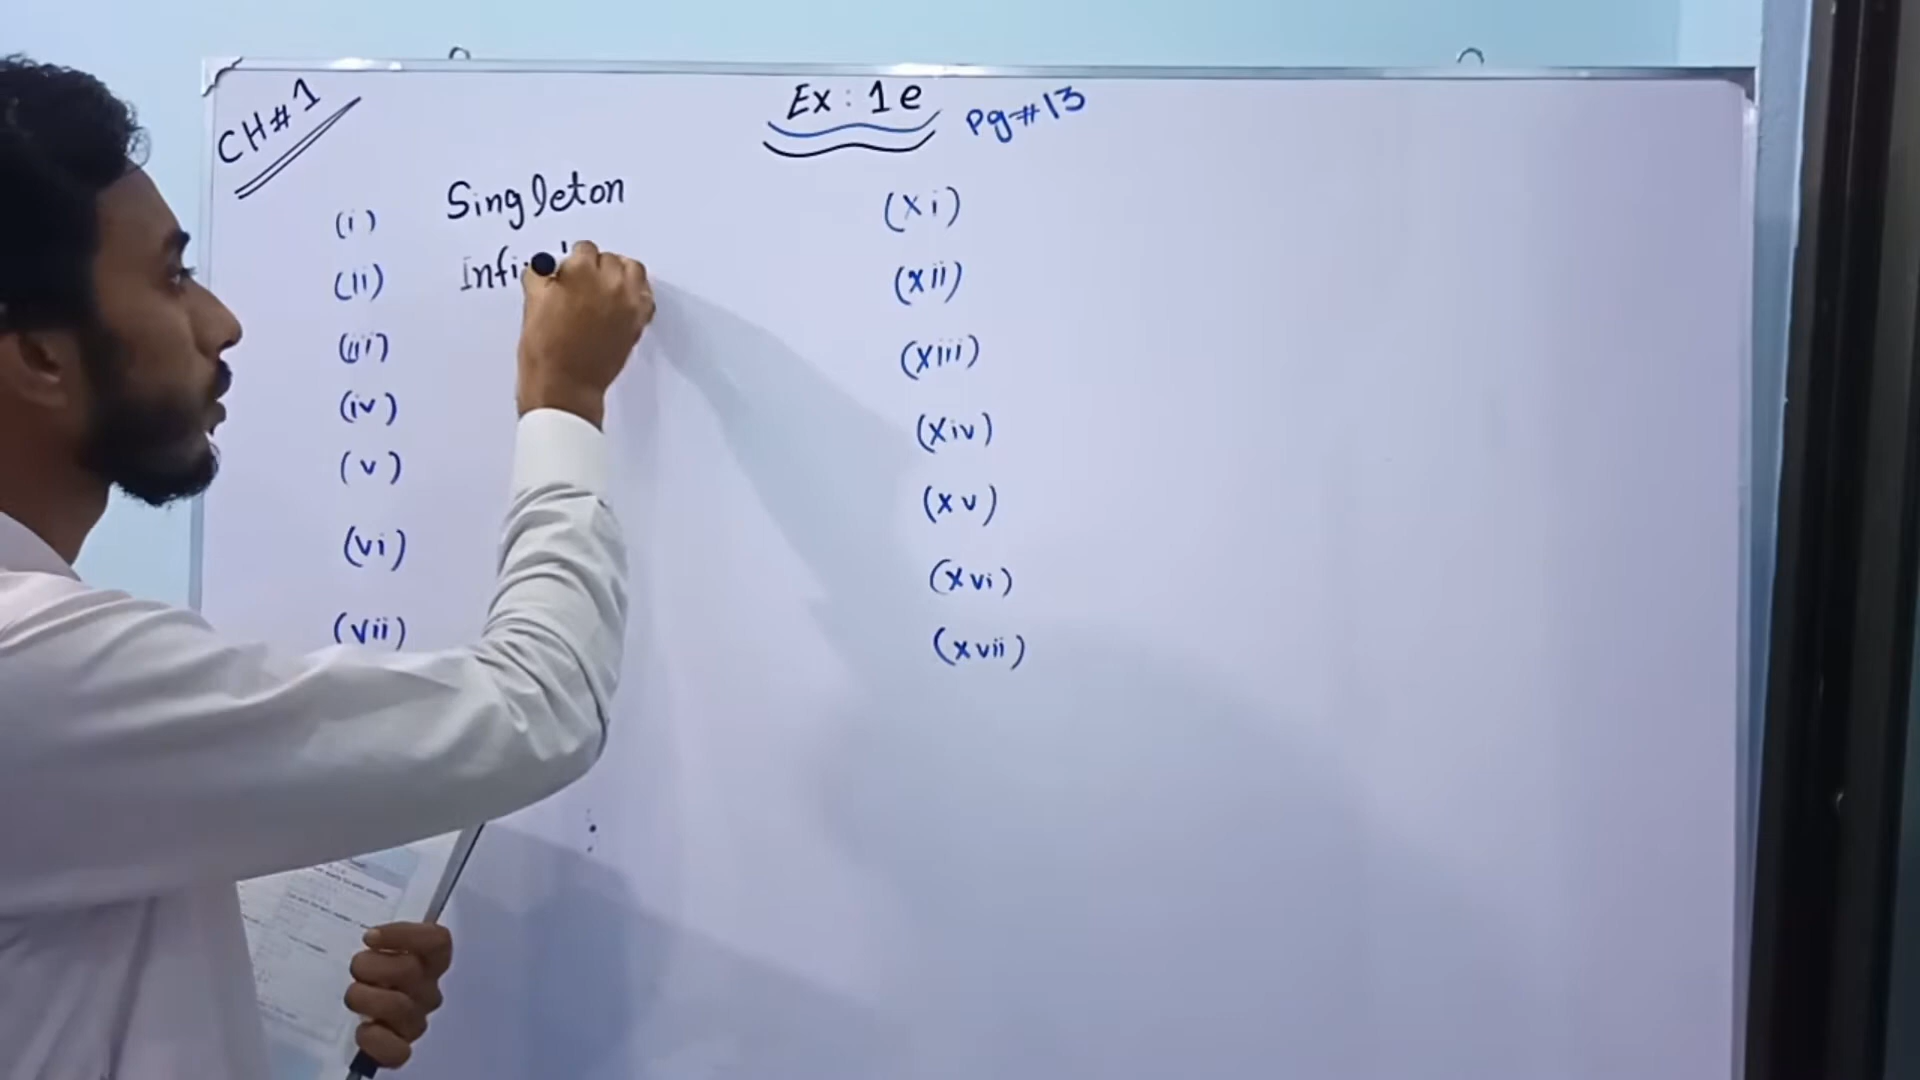 CH#1
Ex: 1e
Pg#13
(i) Singleton
(ii)
(iii)
(iv)
(v)
(vi)
(vii)
(xi)
(xii)
(xiii)
(xiv)
(xv)
(xvi)
(xvii)